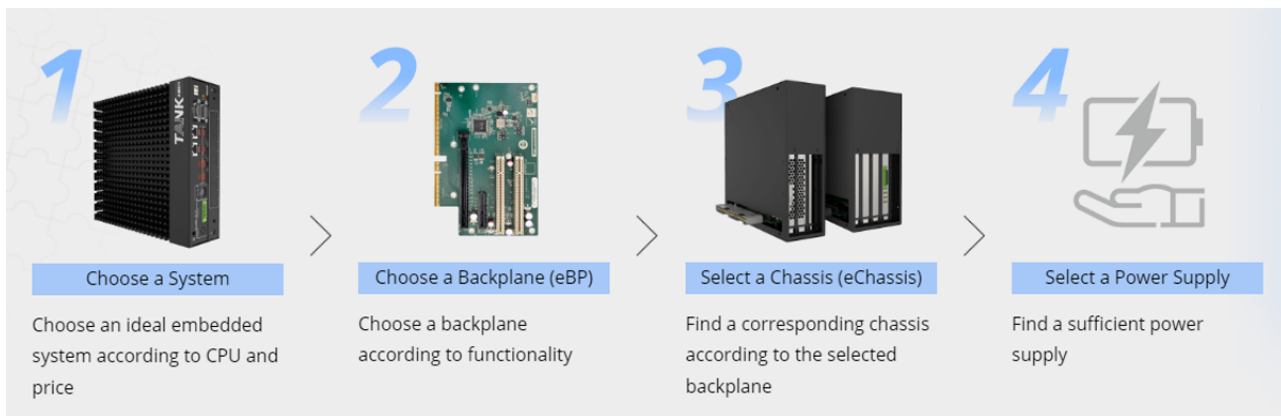 1
2
3
4
TANK
Choose a System
Choose a Backplane (eBP)
Select a Chassis (eChassis)
Select a Power Supply
Choose an ideal embedded
system according to CPU and
price
Choose a backplane
according to functionality
Find a corresponding chassis
according to the selected
backplane
Find a sufficient power
supply